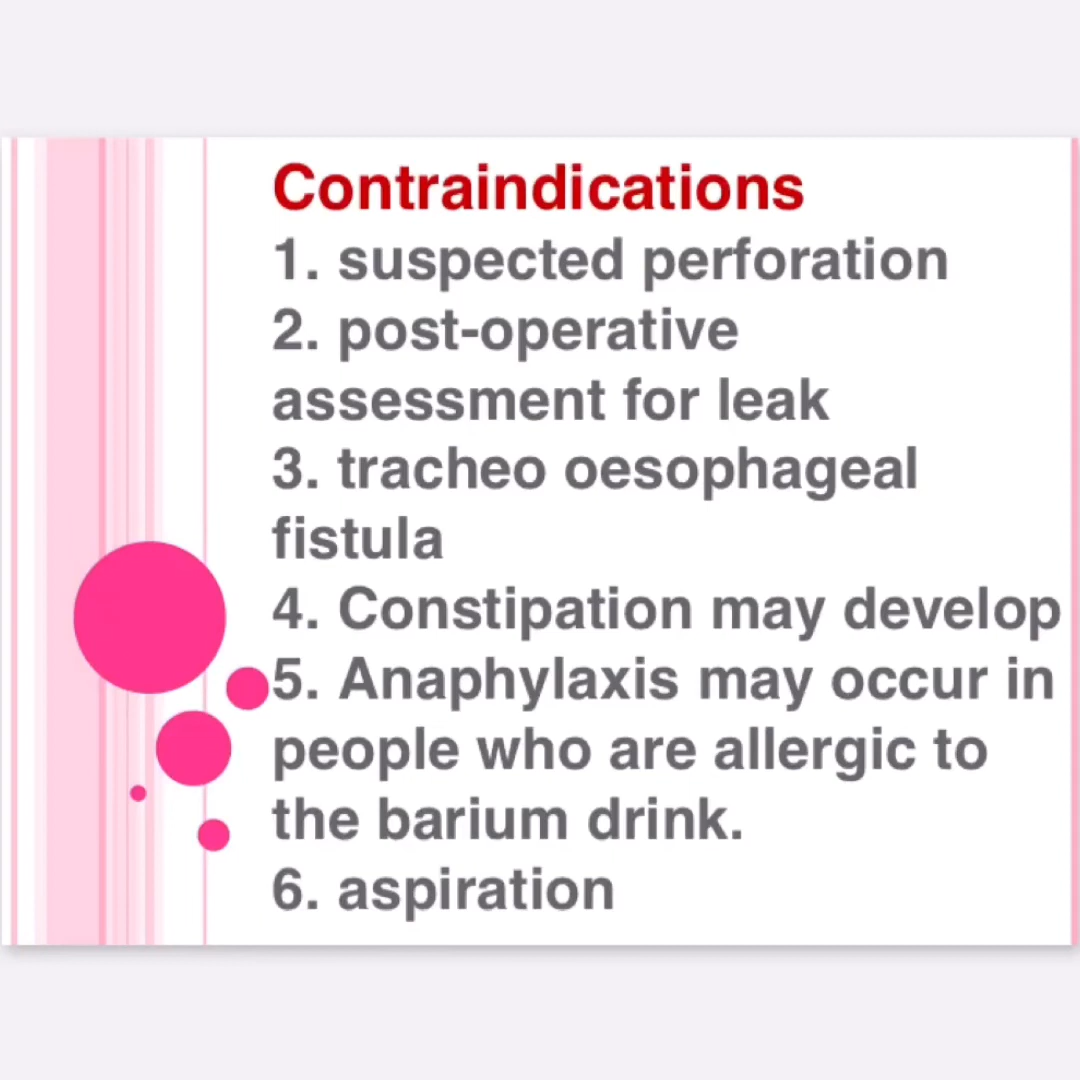 Contraindications
1. suspected perforation
2. post-operative
assessment for leak
3. tracheo oesophageal
fistula
4. Constipation may develop
5. Anaphylaxis may occur in
people who are allergic to
the barium drink.
6. aspiration